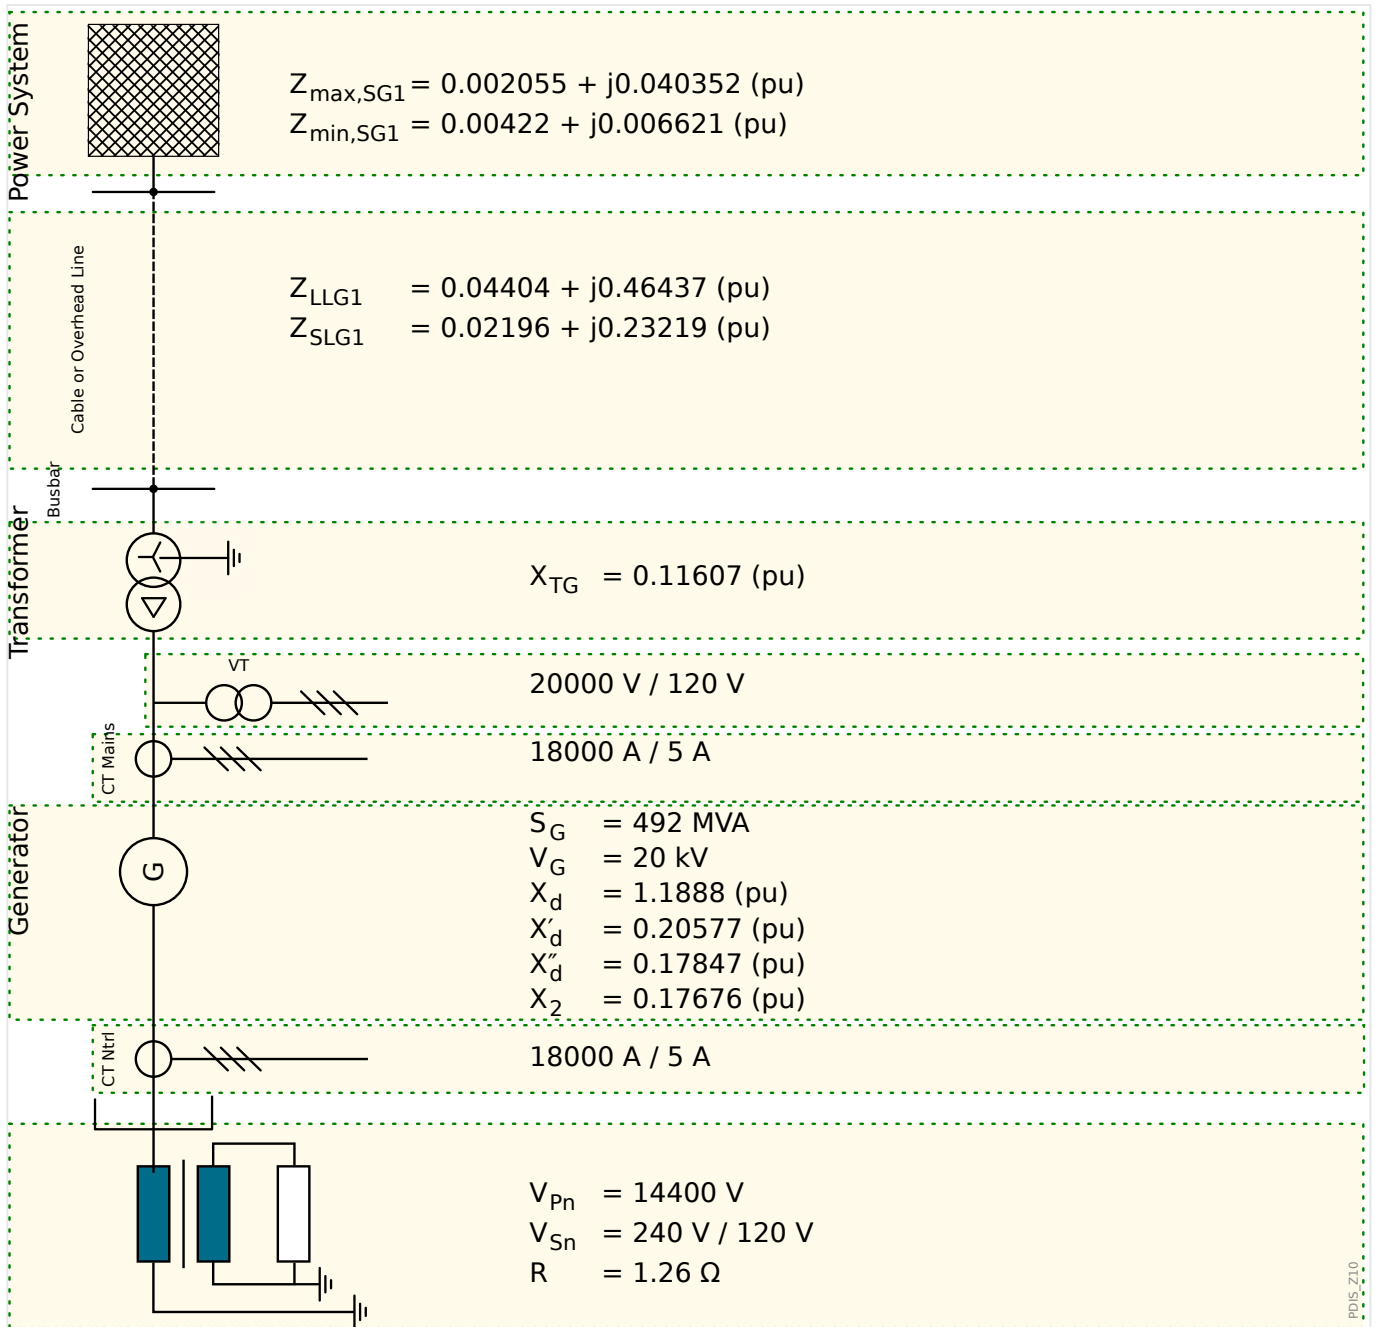 Power System
Zmax,SG1 = 0.002055 + j0.040352 (pu)
Zmin,SG1 = 0.00422 + j0.006621 (pu)
Cable or Overhead Line
ZLLG1 = 0.04404 + j0.46437 (pu)
ZSLG1 = 0.02196 + j0.23219 (pu)
Busbar
Transformer
XTG = 0.11607 (pu)
VT
20000 V / 120 V
CT Mains
18000 A / 5 A
Generator
G
SG = 492 MVA
VG = 20 kV
Xd = 1.1888 (pu)
X′d = 0.20577 (pu)
X″d = 0.17847 (pu)
X2 = 0.17676 (pu)
CT Ntrl
18000 A / 5 A
VPn = 14400 V
VSn = 240 V / 120 V
R = 1.26 Ω
PDIS_Z10